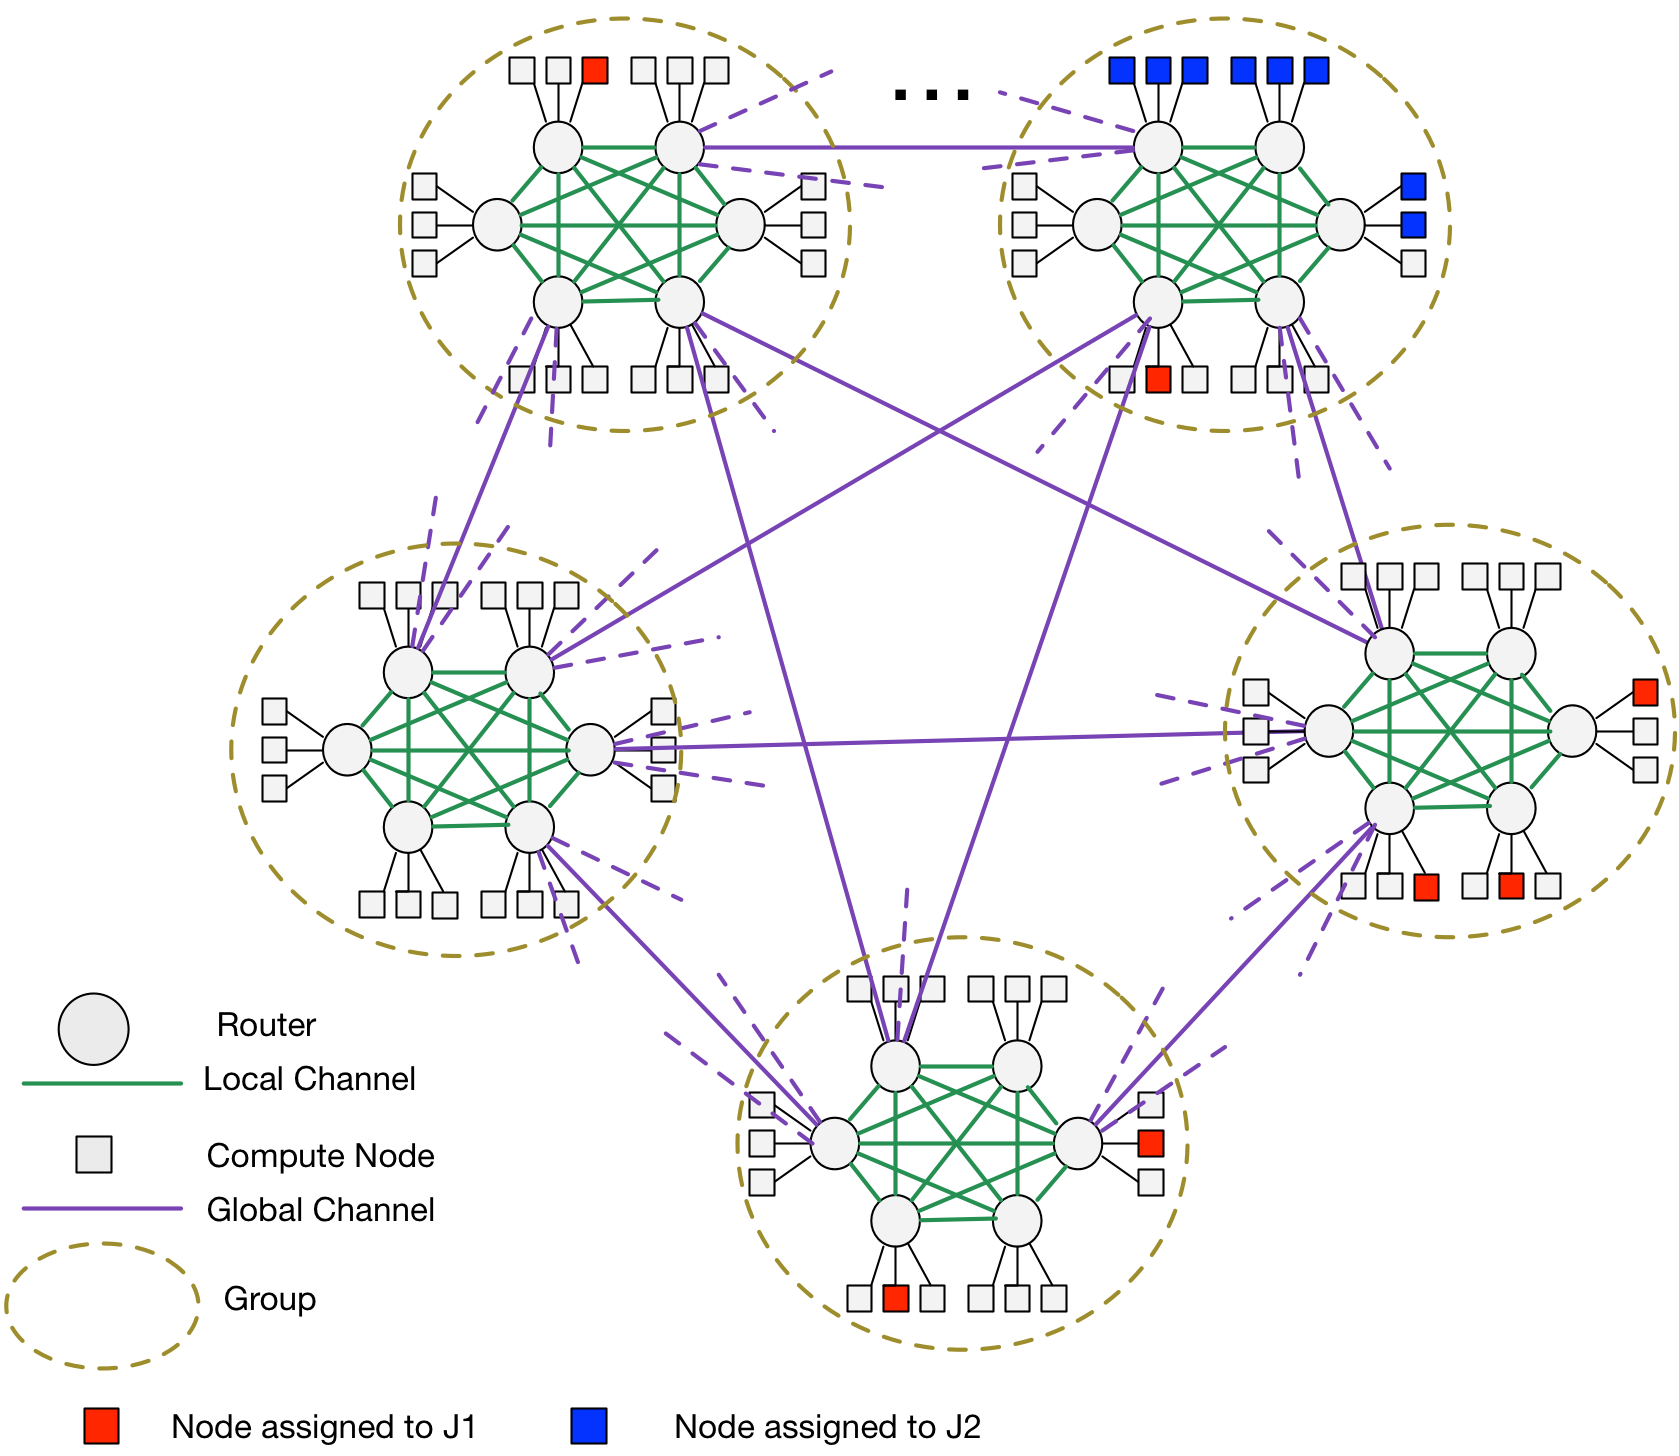 ...
Router
Local Channel
Compute Node
Global Channel
Group
Node assigned to J1
Node assigned to J2